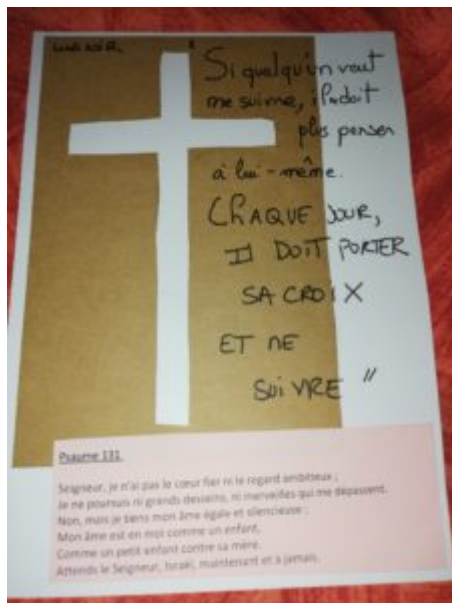 Lundi soir.
" Si quelqu'un veut
me suivre, il ne doit
plus penser
à lui-même.
CHAQUE JOUR,
IL DOIT PORTER
SA CROIX
ET ME
SUIVRE "
Psaume 131
Seigneur, je n'ai pas le cœur fier ni le regard ambitieux ;
Je ne poursuis ni grands desseins, ni merveilles qui me dépassent.
Non, mais je tiens mon âme égale et silencieuse ;
Mon âme est en moi comme un enfant,
Comme un petit enfant contre sa mère.
Attends le Seigneur, Israël, maintenant et à jamais.